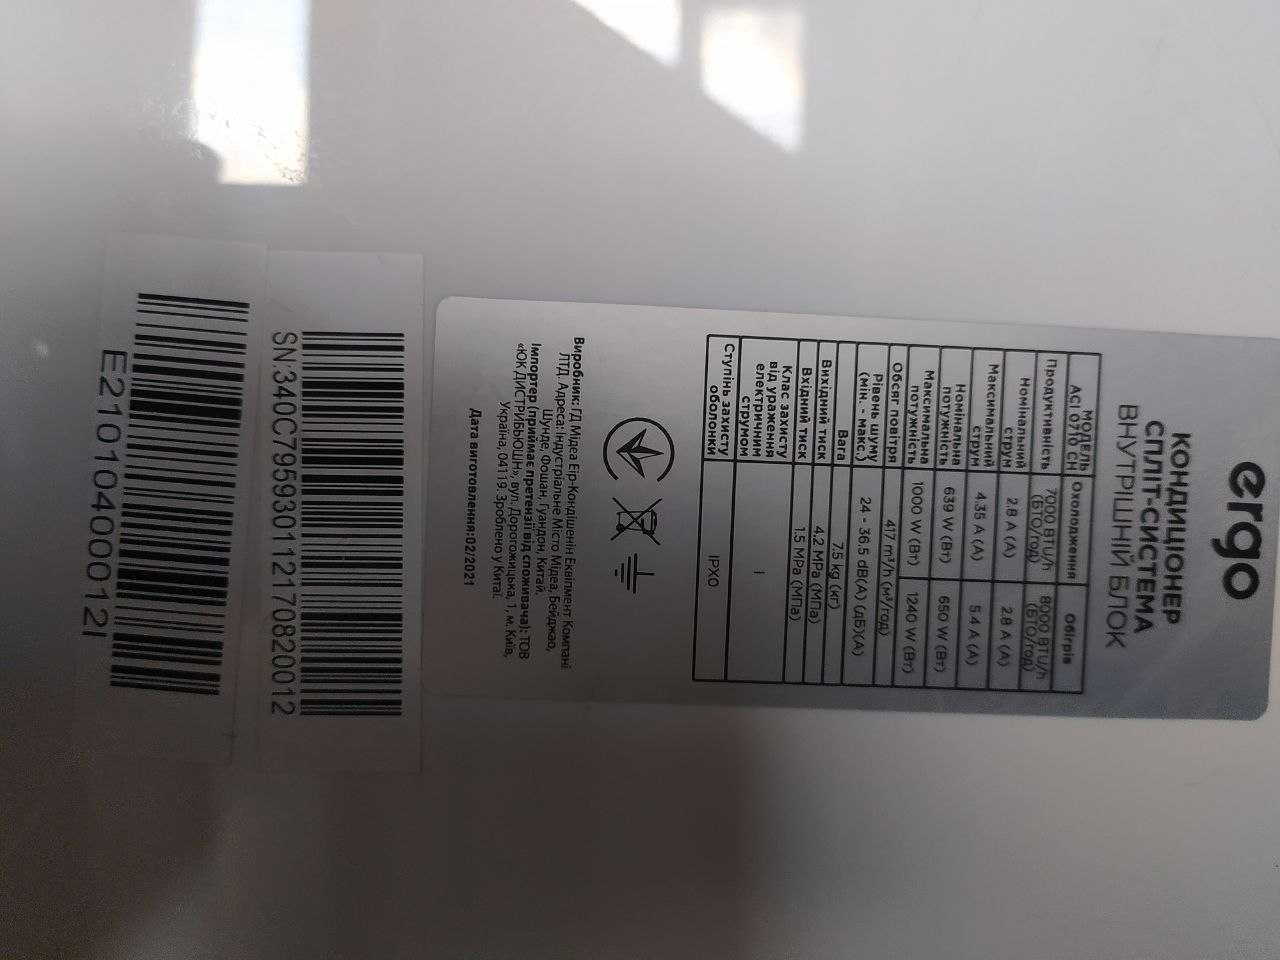 ergo
КОНДИЦІОНЕР
СПЛІТ-СИСТЕМА
ВНУТРІШНІЙ БЛОК
МОДЕЛЬ
ACI 0710 CH
Охолодження
Обігрів
Продуктивність
7000 BTU/h
(БТО/год)
8000 BTU/h
(БТО/год)
Номінальний
струм
2.8 A (А)
2.8 A (А)
Максимальний
струм
4.35 A (А)
5.4 A (А)
Номінальна
потужність
639 W (Вт)
650 W (Вт)
Максимальна
потужність
1000 W (Вт)
1240 W (Вт)
Обсяг повітря
417 m³/h (м³/год)
Рівень шуму
(мін. - макс.)
24 - 36,5 dB(A) (дБ)(А)
Вага
7.5 kg (кг)
Вихідний тиск
4.2 MPa (МПа)
Вхідний тиск
1.5 MPa (МПа)
Клас захисту
від ураження
електричним
струмом
I
Ступінь захисту
оболонки
IPX0
Виробник: ГД Мідеа Еір-Кондішенін Еквіпмент Компані
ЛТД. Адреса: Індустріальне Місто Мідеа, Бейджао,
Шунде, Фошан, Гуандон, Китай.
Імпортер (приймає претензії від споживача): ТОВ
«ЮК ДИСТРИБЬЮШН», вул. Дорогожицька, 1, м. Київ,
Україна, 04119. Зроблено у Китаї.
Дата виготовлення:02/2021
SN:340C795930112170820012
E21010400012I